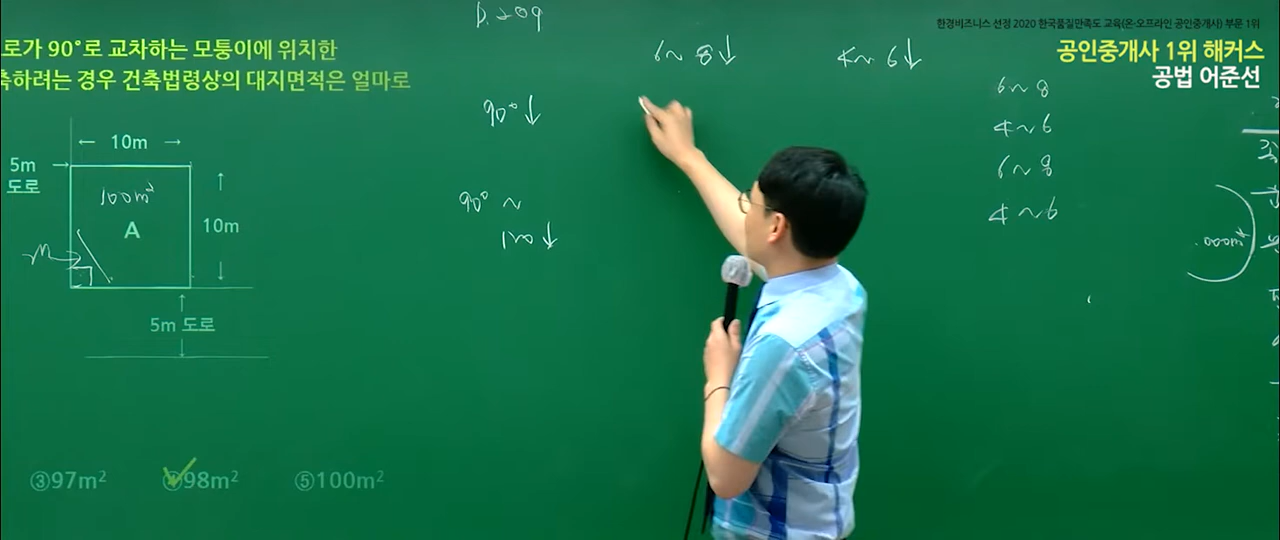 p.209
한경비즈니스 선정 2020 한국품질만족도 교육(온·오프라인 공인중개사) 부문 1위
로가 90°로 교차하는 모퉁이에 위치한
축하려는 경우 건축법령상의 대지면적은 얼마로
공인중개사 1위 해커스
공법 어준선
6~8↓
4~6↓
90°↓
90° ~
120↓
6~8
4~6
6~8
4~6
10m
5m
도로
100m²
A
10m
5m 도로
③97m²
④98m²
⑤100m²